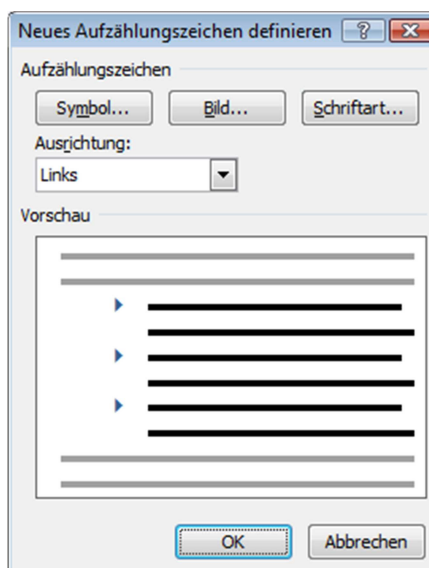 Neues Aufzählungszeichen definieren
Aufzählungszeichen
Symbol... Bild... Schriftart...
Ausrichtung:
Links
Vorschau
OK Abbrechen